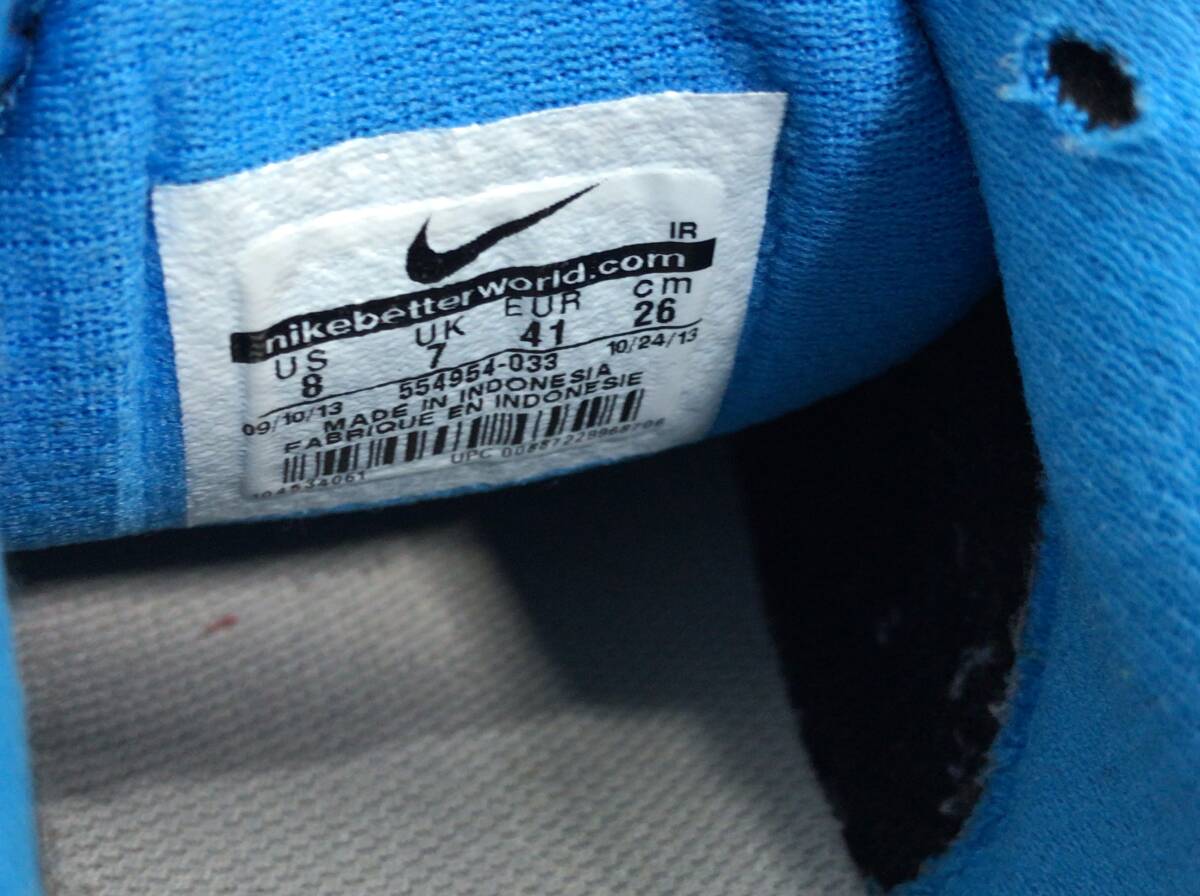 IR
nikebetterworld.com
US UK EUR cm
8 7 41 26
09/10/13 554954-033 10/24/13
MADE IN INDONESIA
FABRIQUE EN INDONESIE
UPC